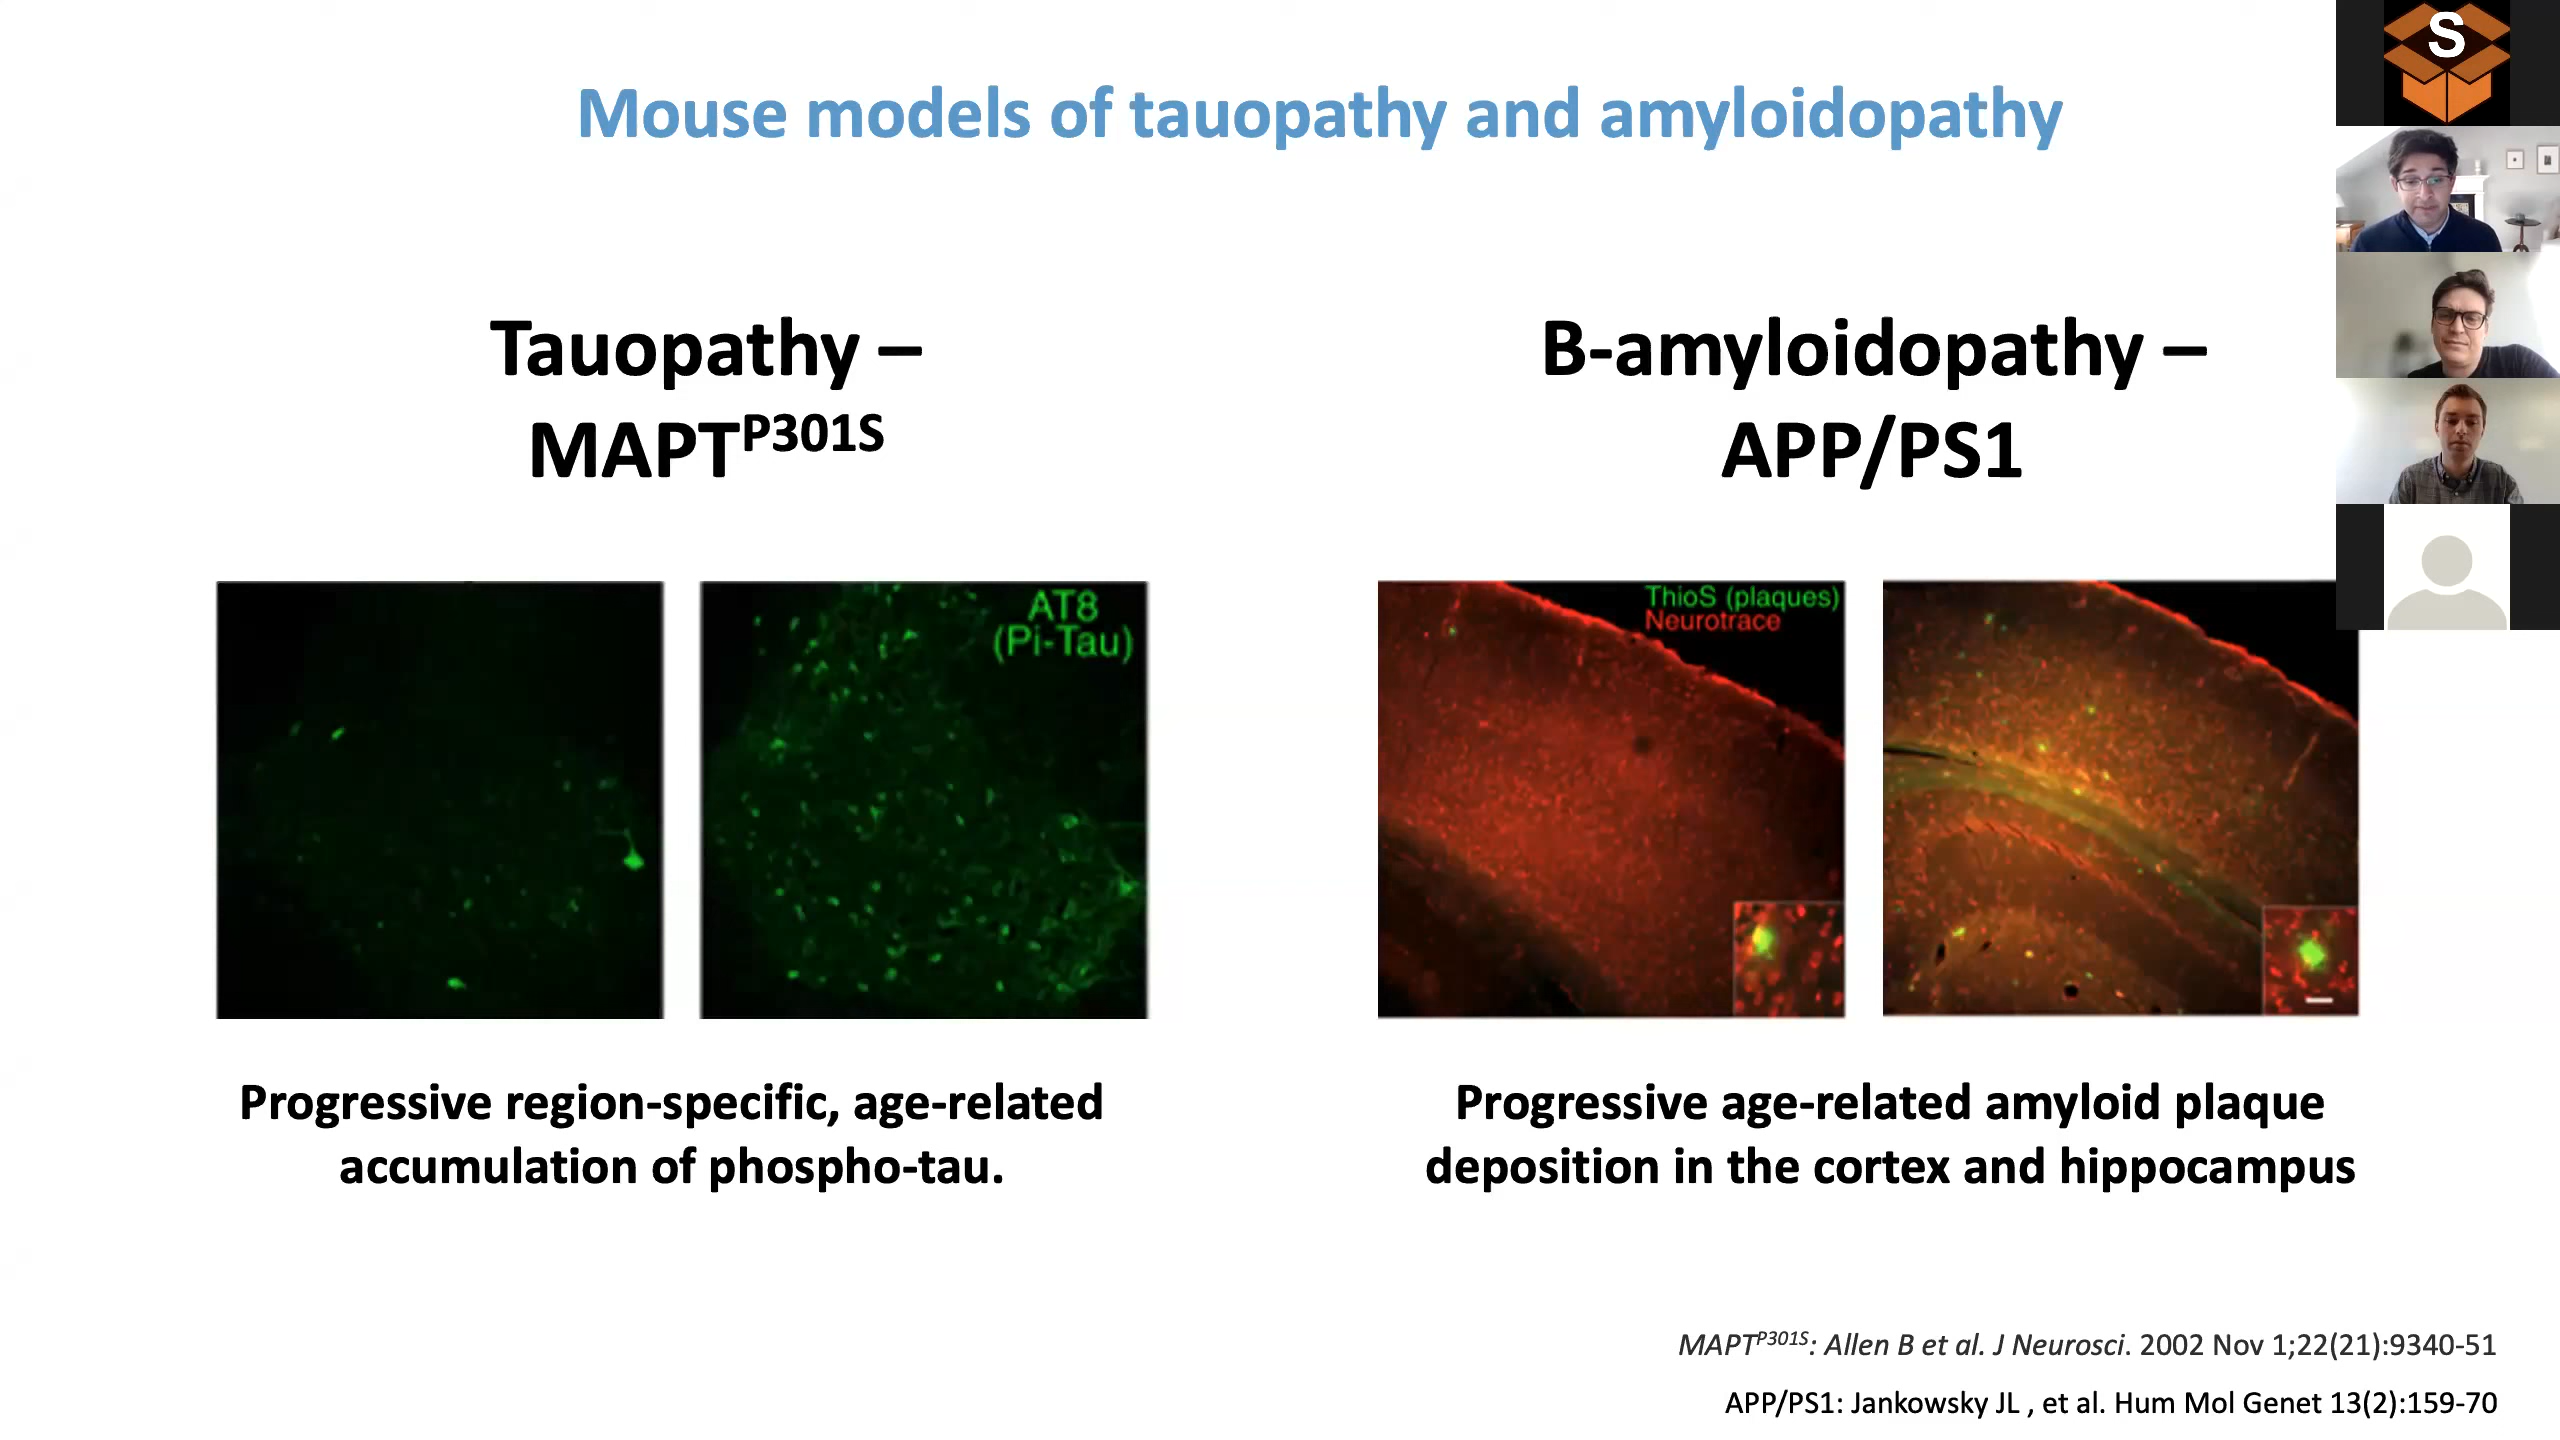 S
Mouse models of tauopathy and amyloidopathy
Tauopathy –
MAPTP301S
AT8
(Pi-Tau)
Progressive region-specific, age-related
accumulation of phospho-tau.
B-amyloidopathy –
APP/PS1
ThioS (plaques)
Neurotrace
Progressive age-related amyloid plaque
deposition in the cortex and hippocampus
MAPTP301S: Allen B et al. J Neurosci. 2002 Nov 1;22(21):9340-51
APP/PS1: Jankowsky JL , et al. Hum Mol Genet 13(2):159-70